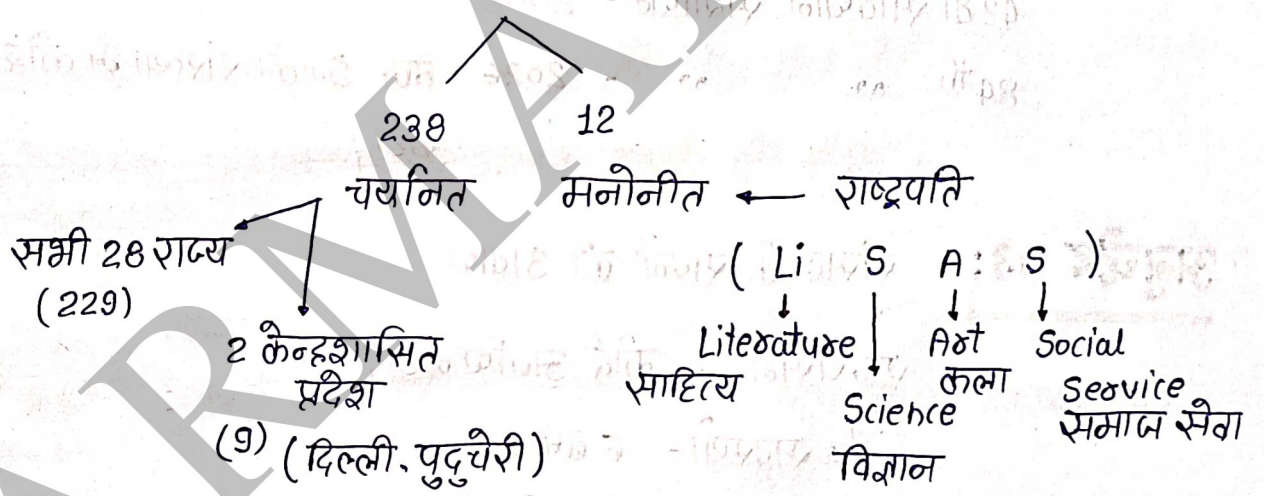 238 12
चयनित मनोनीत ← राष्ट्रपति
सभी 28 राज्य
(229)
( Li S A: S )
2 केन्द्रशासित
प्रदेश
(9) (दिल्ली, पुदुचेरी)
Literature
साहित्य
Science
विज्ञान
Art
कला
Social
Service
समाज सेवा